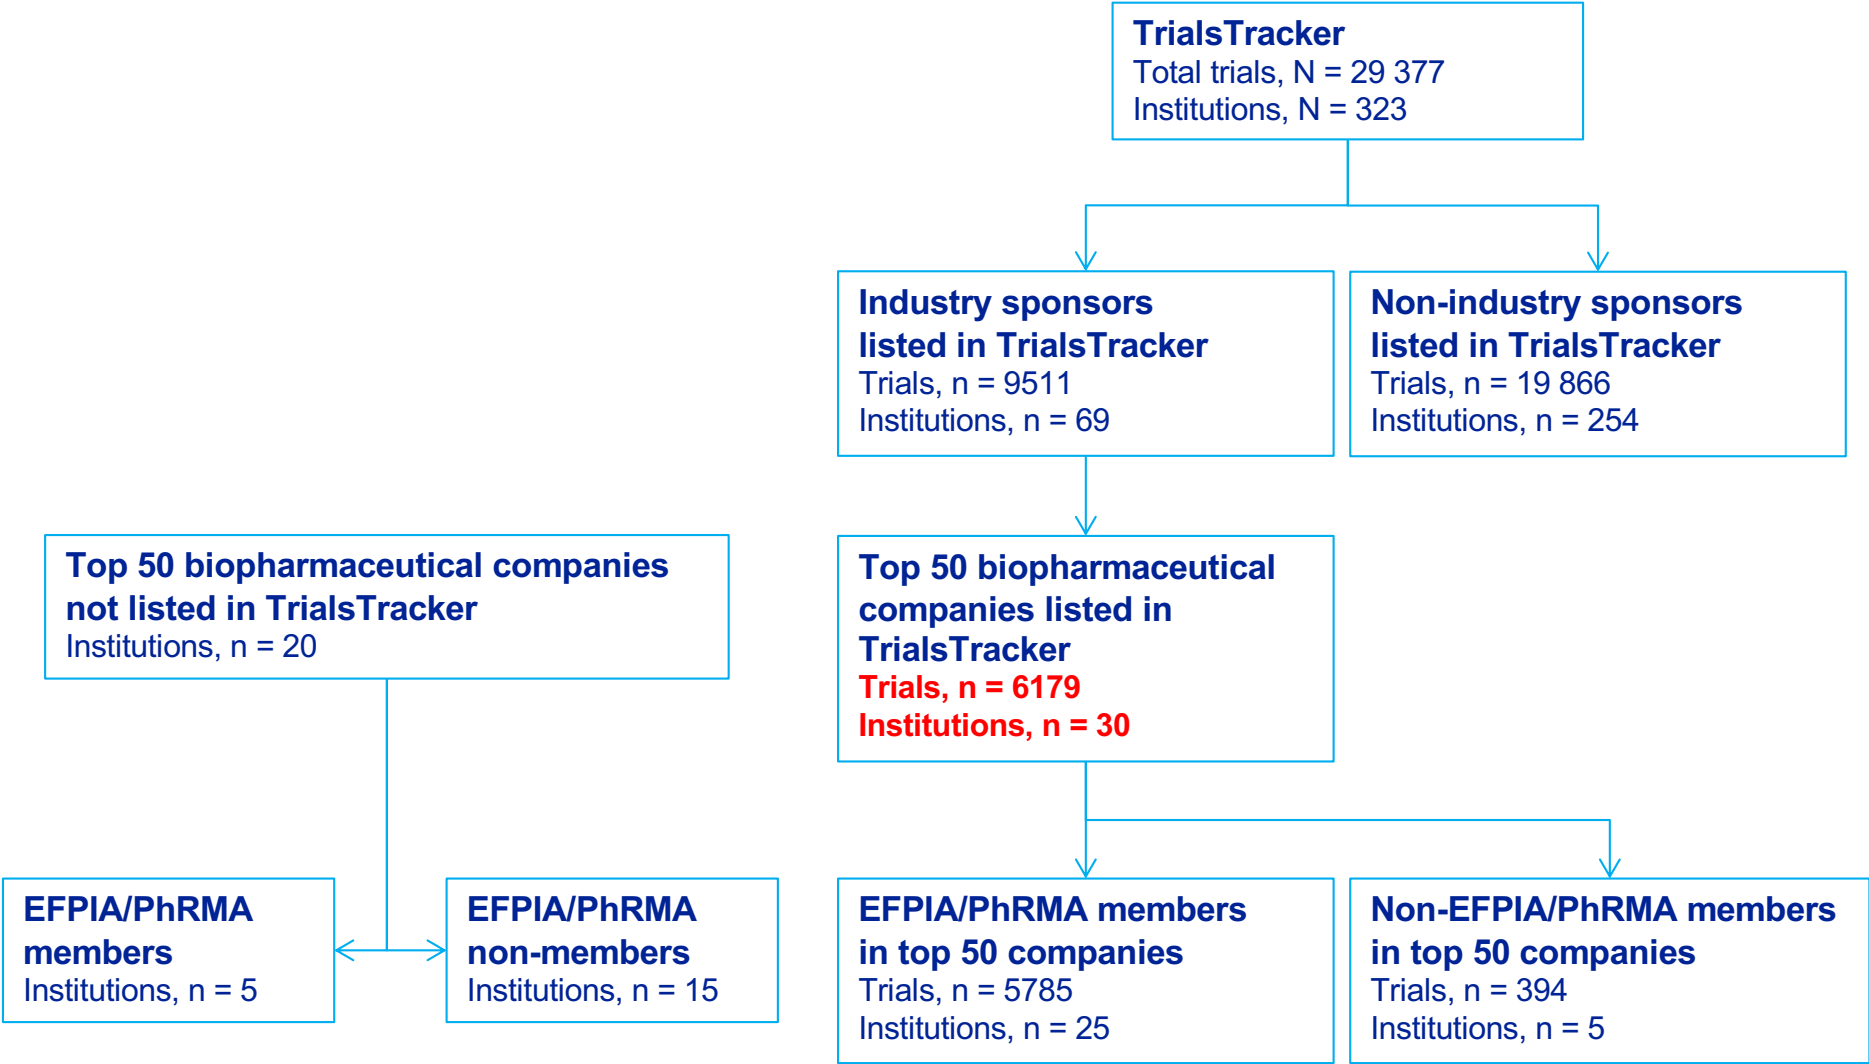 TrialsTracker
Total trials, N = 29 377
Institutions, N = 323
Industry sponsors
listed in TrialsTracker
Trials, n = 9511
Institutions, n = 69
Non-industry sponsors
listed in TrialsTracker
Trials, n = 19 866
Institutions, n = 254
Top 50 biopharmaceutical companies
not listed in TrialsTracker
Institutions, n = 20
Top 50 biopharmaceutical
companies listed in
TrialsTracker
Trials, n = 6179
Institutions, n = 30
EFPIA/PhRMA
members
Institutions, n = 5
EFPIA/PhRMA
non-members
Institutions, n = 15
EFPIA/PhRMA members
in top 50 companies
Trials, n = 5785
Institutions, n = 25
Non-EFPIA/PhRMA members
in top 50 companies
Trials, n = 394
Institutions, n = 5